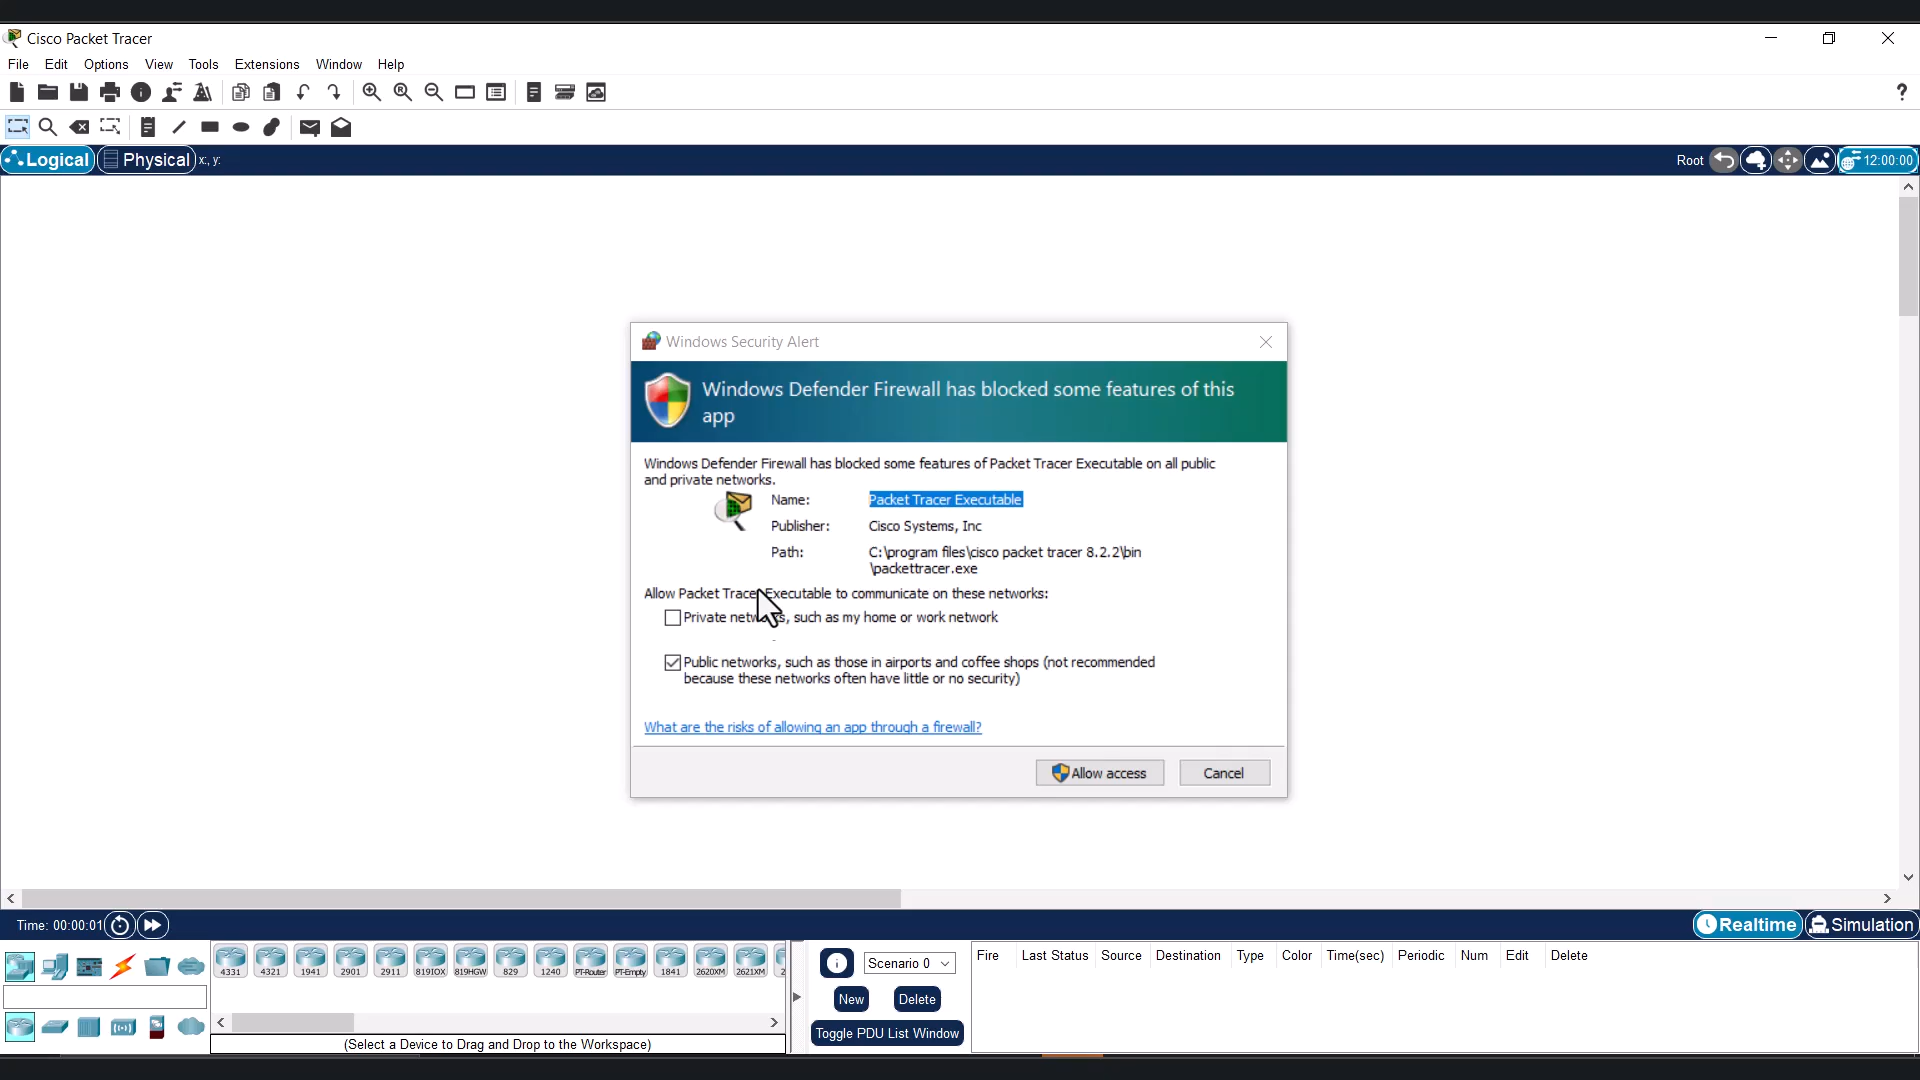 Cisco Packet Tracer
File Edit Options View Tools Extensions Window Help
?
Logical Physical x:, y: Root 12:00:00
Windows Security Alert
Windows Defender Firewall has blocked some features of this
app
Windows Defender Firewall has blocked some features of Packet Tracer Executable on all public
and private networks.
Name: Packet Tracer Executable
Publisher: Cisco Systems, Inc
Path: C:\program files\cisco packet tracer 8.2.2\bin
\packettracer.exe
Allow Packet Tracer Executable to communicate on these networks:
Private networks, such as my home or work network
Public networks, such as those in airports and coffee shops (not recommended
because these networks often have little or no security)
What are the risks of allowing an app through a firewall?
Allow access Cancel
Time: 00:00:01 Realtime Simulation
4331 4321 1941 2901 2911 819IOX 819HGW 829 1240 PT-Router PT-Empty 1841 2620XM 2621XM 2
Scenario 0
New Delete
Toggle PDU List Window
Fire Last Status Source Destination Type Color Time(sec) Periodic Num Edit Delete
(Select a Device to Drag and Drop to the Workspace)